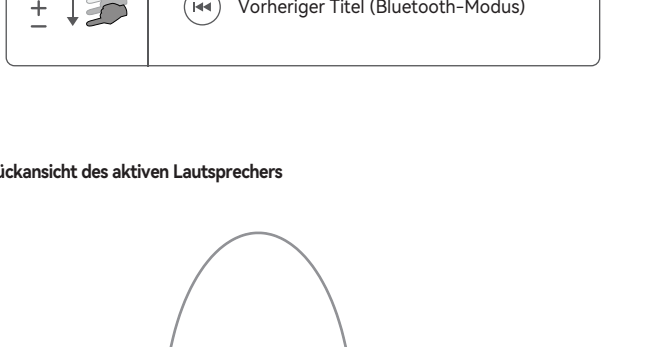 +
−
Vorheriger Titel (Bluetooth-Modus)
ückansicht des aktiven Lautsprechers